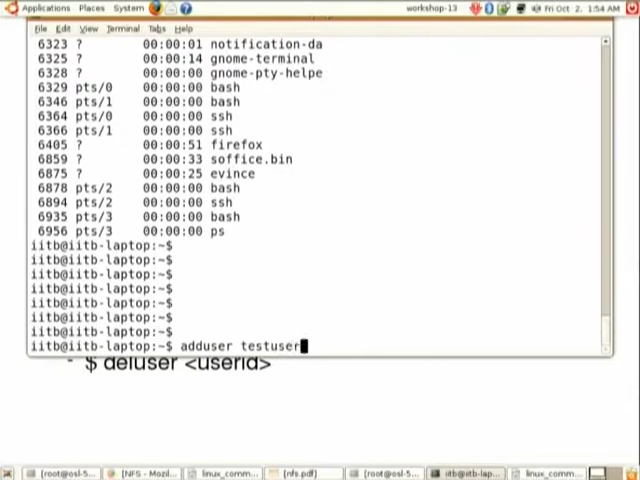 Applications Places System workshop-13 Fri Oct 2, 1:54 AM
File Edit View Terminal Tabs Help
6323 ? 00:00:01 notification-da
6325 ? 00:00:14 gnome-terminal
6328 ? 00:00:00 gnome-pty-helpe
6329 pts/0 00:00:00 bash
6346 pts/1 00:00:00 bash
6364 pts/0 00:00:00 ssh
6366 pts/1 00:00:00 ssh
6405 ? 00:00:51 firefox
6859 ? 00:00:33 soffice.bin
6875 ? 00:00:25 evince
6878 pts/2 00:00:00 bash
6894 pts/2 00:00:00 ssh
6935 pts/3 00:00:00 bash
6956 pts/3 00:00:00 ps
iitb@iitb-laptop:~$
iitb@iitb-laptop:~$
iitb@iitb-laptop:~$
iitb@iitb-laptop:~$
iitb@iitb-laptop:~$
iitb@iitb-laptop:~$
iitb@iitb-laptop:~$
iitb@iitb-laptop:~$ adduser testuser
- $ deluser <userid>
[root@osl-5... [NFS - Mozil... linux_comm... [nfs.pdf] [root@osl-5... iitb@iitb-lap... linux_comm...